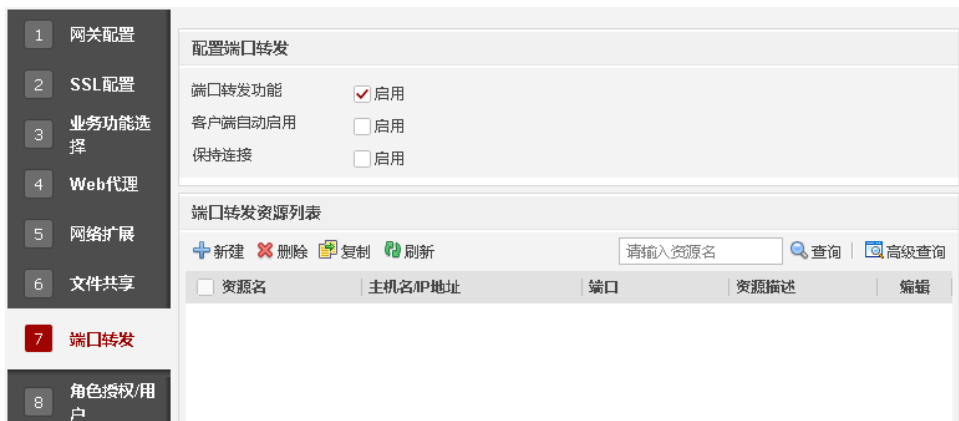 1 网关配置
2 SSL配置
3 业务功能选
择
4 Web代理
5 网络扩展
6 文件共享
7 端口转发
8 角色授权/用
户
配置端口转发
端口转发功能 启用
客户端自动启用 启用
保持连接 启用
端口转发资源列表
新建 删除 复制 刷新 请输入资源名 查询 高级查询
资源名 主机名/IP地址 端口 资源描述 编辑